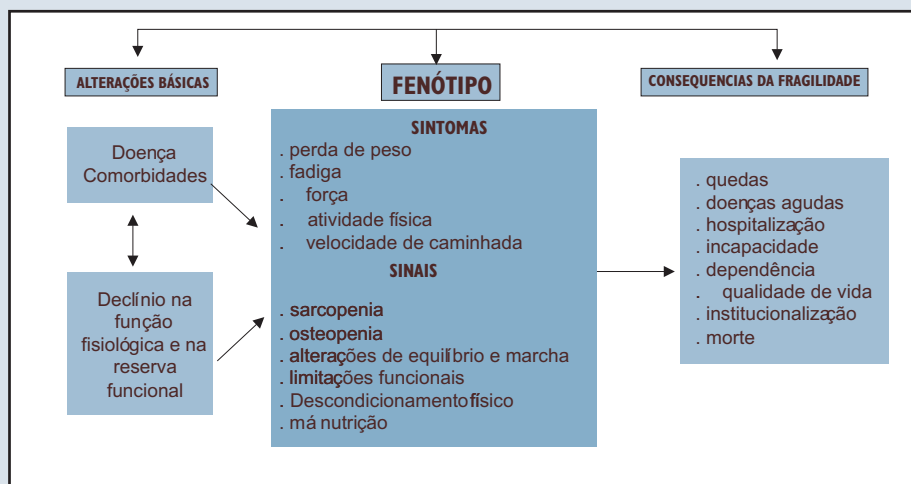 ALTERAÇÕES BÁSICAS
FENÓTIPO
CONSEQUENCIAS DA FRAGILIDADE
Doença
Comorbidades
Declínio na
função
fisiológica e na
reserva
funcional
SINTOMAS
. perda de peso
. fadiga
. força
. atividade física
. velocidade de caminhada
SINAIS
. sarcopenia
. osteopenia
. alterações de equilíbrio e marcha
. limitações funcionais
. Descondicionamento físico
. má nutrição
. quedas
. doenças agudas
. hospitalização
. incapacidade
. dependência
. qualidade de vida
. institucionalização
. morte